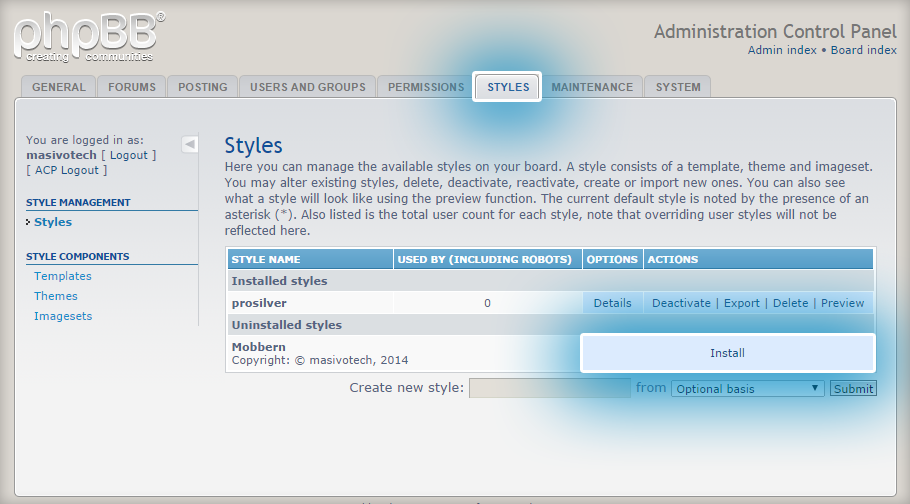 phpBB®
creating communities
Administration Control Panel
Admin index • Board index
GENERAL FORUMS POSTING USERS AND GROUPS PERMISSIONS STYLES MAINTENANCE SYSTEM
You are logged in as:
masivotech [ Logout ]
[ ACP Logout ]
STYLE MANAGEMENT
Styles
STYLE COMPONENTS
Templates
Themes
Imagesets
Styles
Here you can manage the available styles on your board. A style consists of a template, theme and imageset.
You may alter existing styles, delete, deactivate, reactivate, create or import new ones. You can also see
what a style will look like using the preview function. The current default style is noted by the presence of an
asterisk (*). Also listed is the total user count for each style, note that overriding user styles will not be
reflected here.
STYLE NAME USED BY (INCLUDING ROBOTS) OPTIONS ACTIONS
Installed styles
prosilver 0 Details Deactivate | Export | Delete | Preview
Uninstalled styles
Mobbern
Copyright: © masivotech, 2014
Install
Create new style: from Optional basis Submit